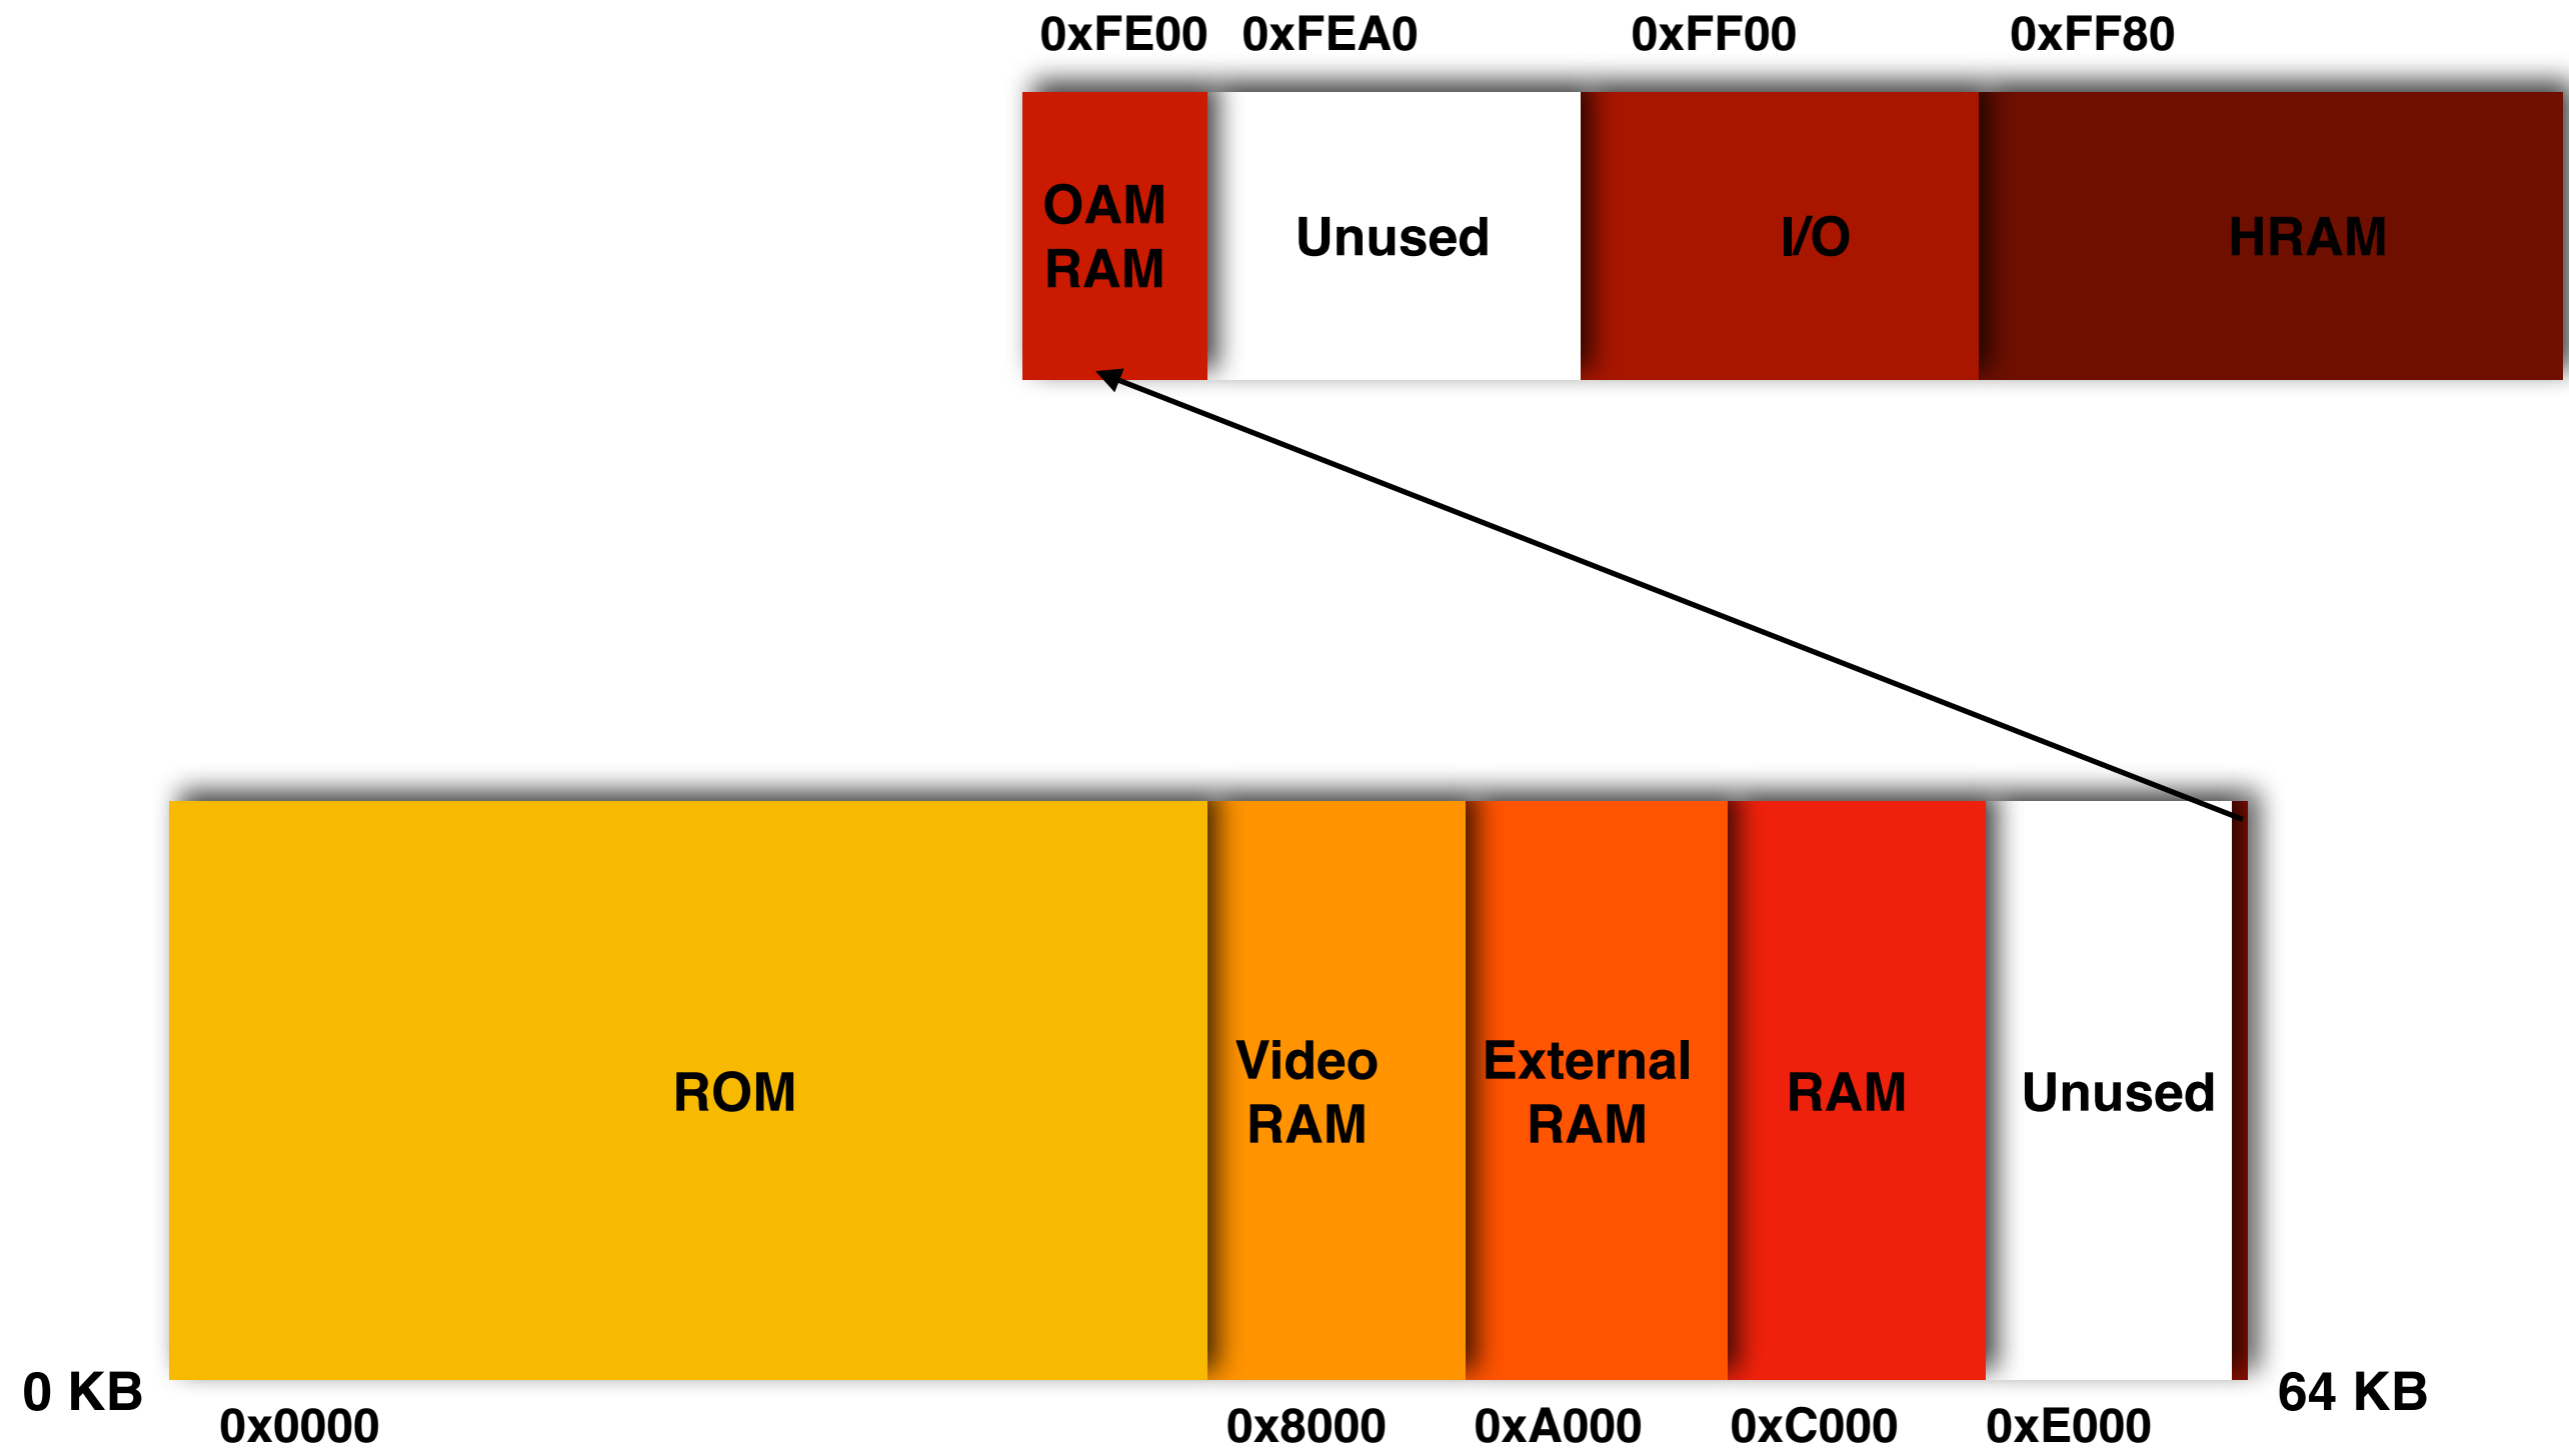 0xFE00 0xFEA0 0xFF00 0xFF80
OAM
RAM
Unused
I/O
HRAM
ROM
Video
RAM
External
RAM
RAM
Unused
0 KB
64 KB
0x0000 0x8000 0xA000 0xC000 0xE000